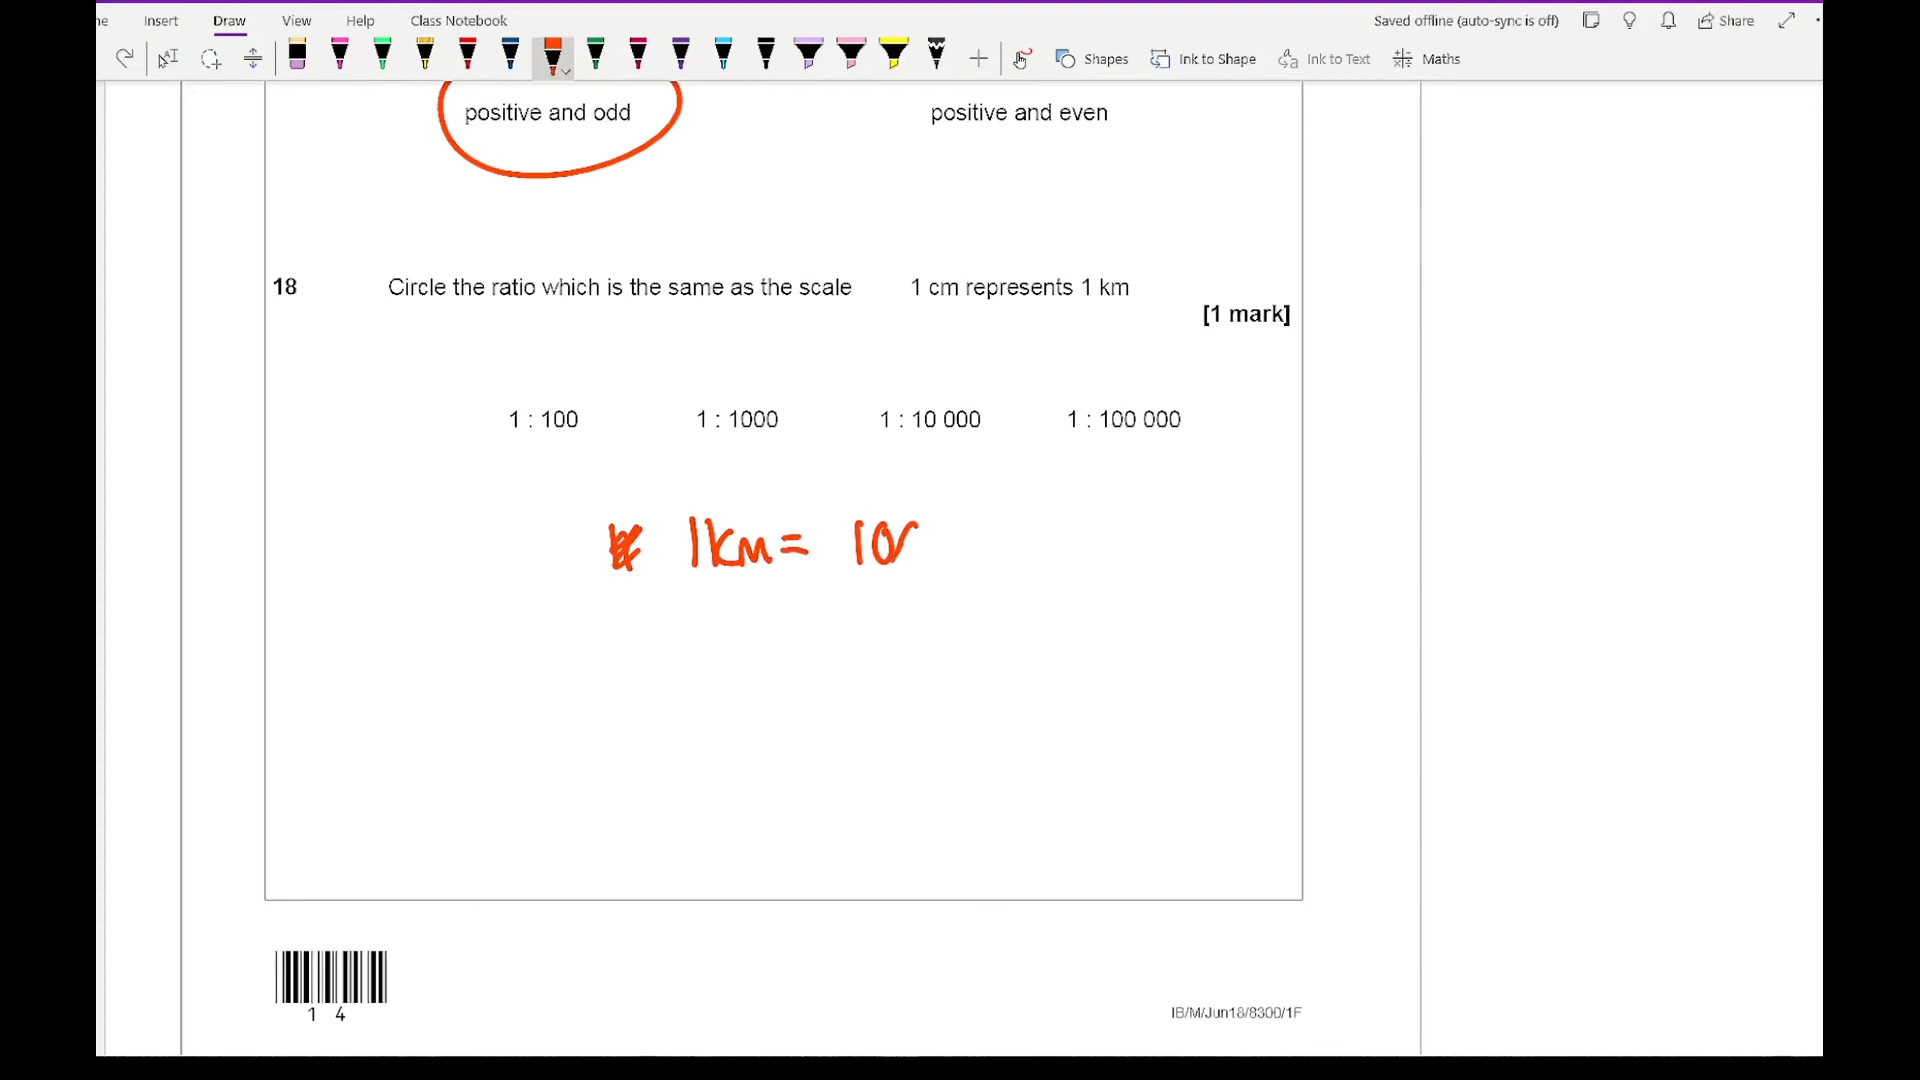 Insert Draw View Help Class Notebook Saved offline (auto-sync is off) Share
Shapes Ink to Shape Ink to Text Maths
positive and odd positive and even
18 Circle the ratio which is the same as the scale 1 cm represents 1 km
[1 mark]
1 : 100 1 : 1000 1 : 10 000 1 : 100 000
1km = 10
1 4
IB/M/Jun18/8300/1F